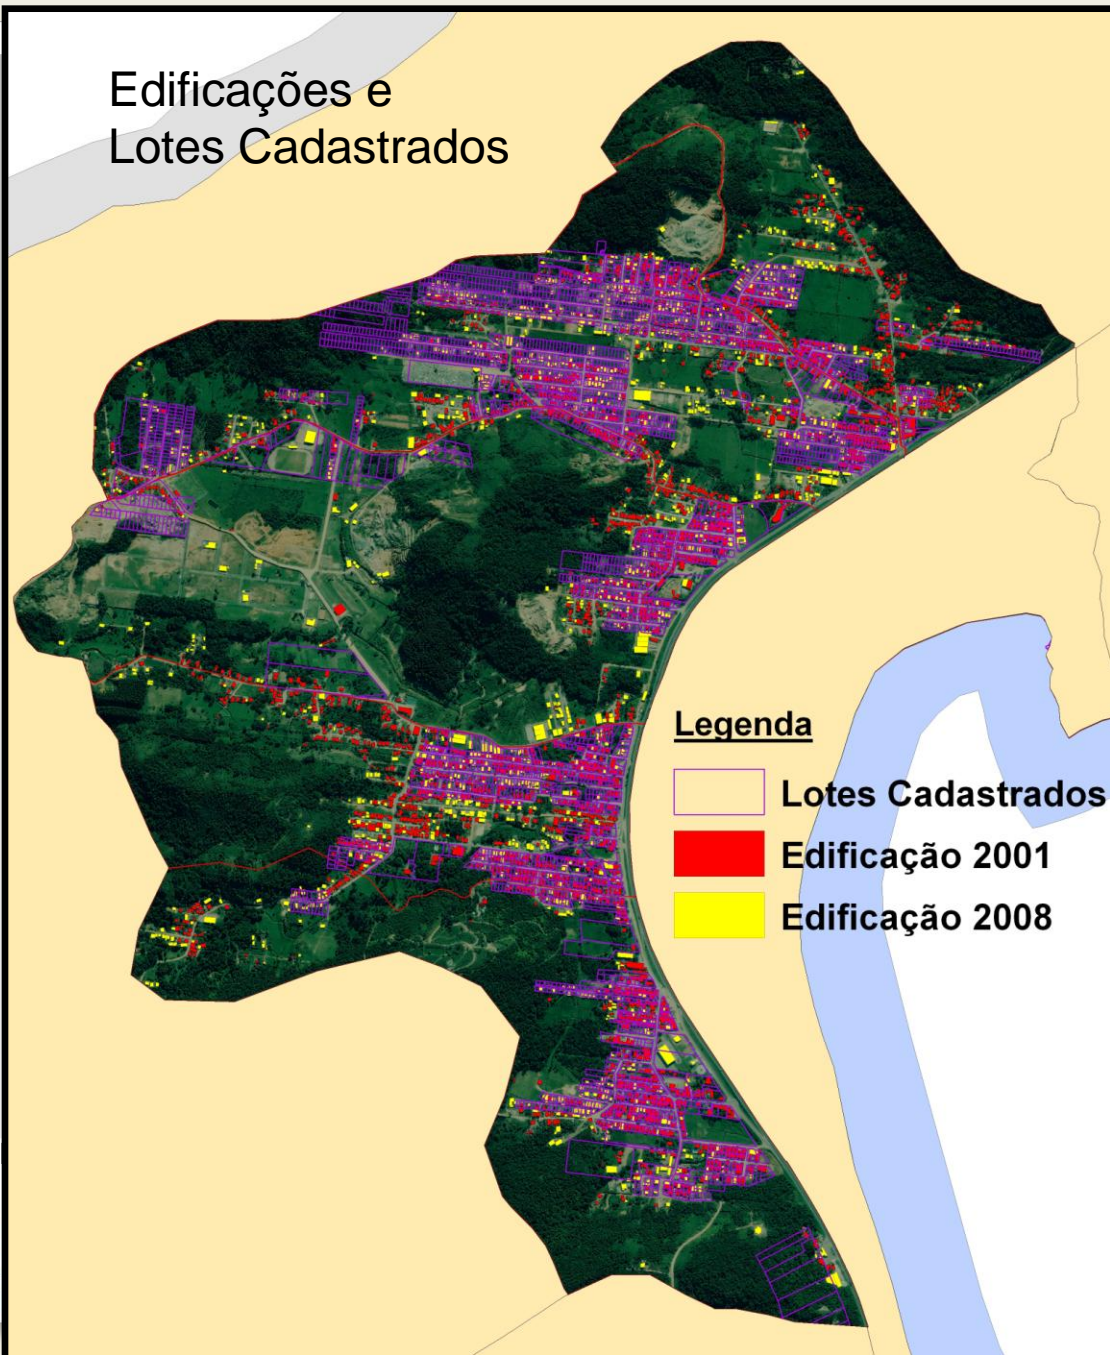 Edificações e
Lotes Cadastrados
Legenda
Lotes Cadastrados
Edificação 2001
Edificação 2008